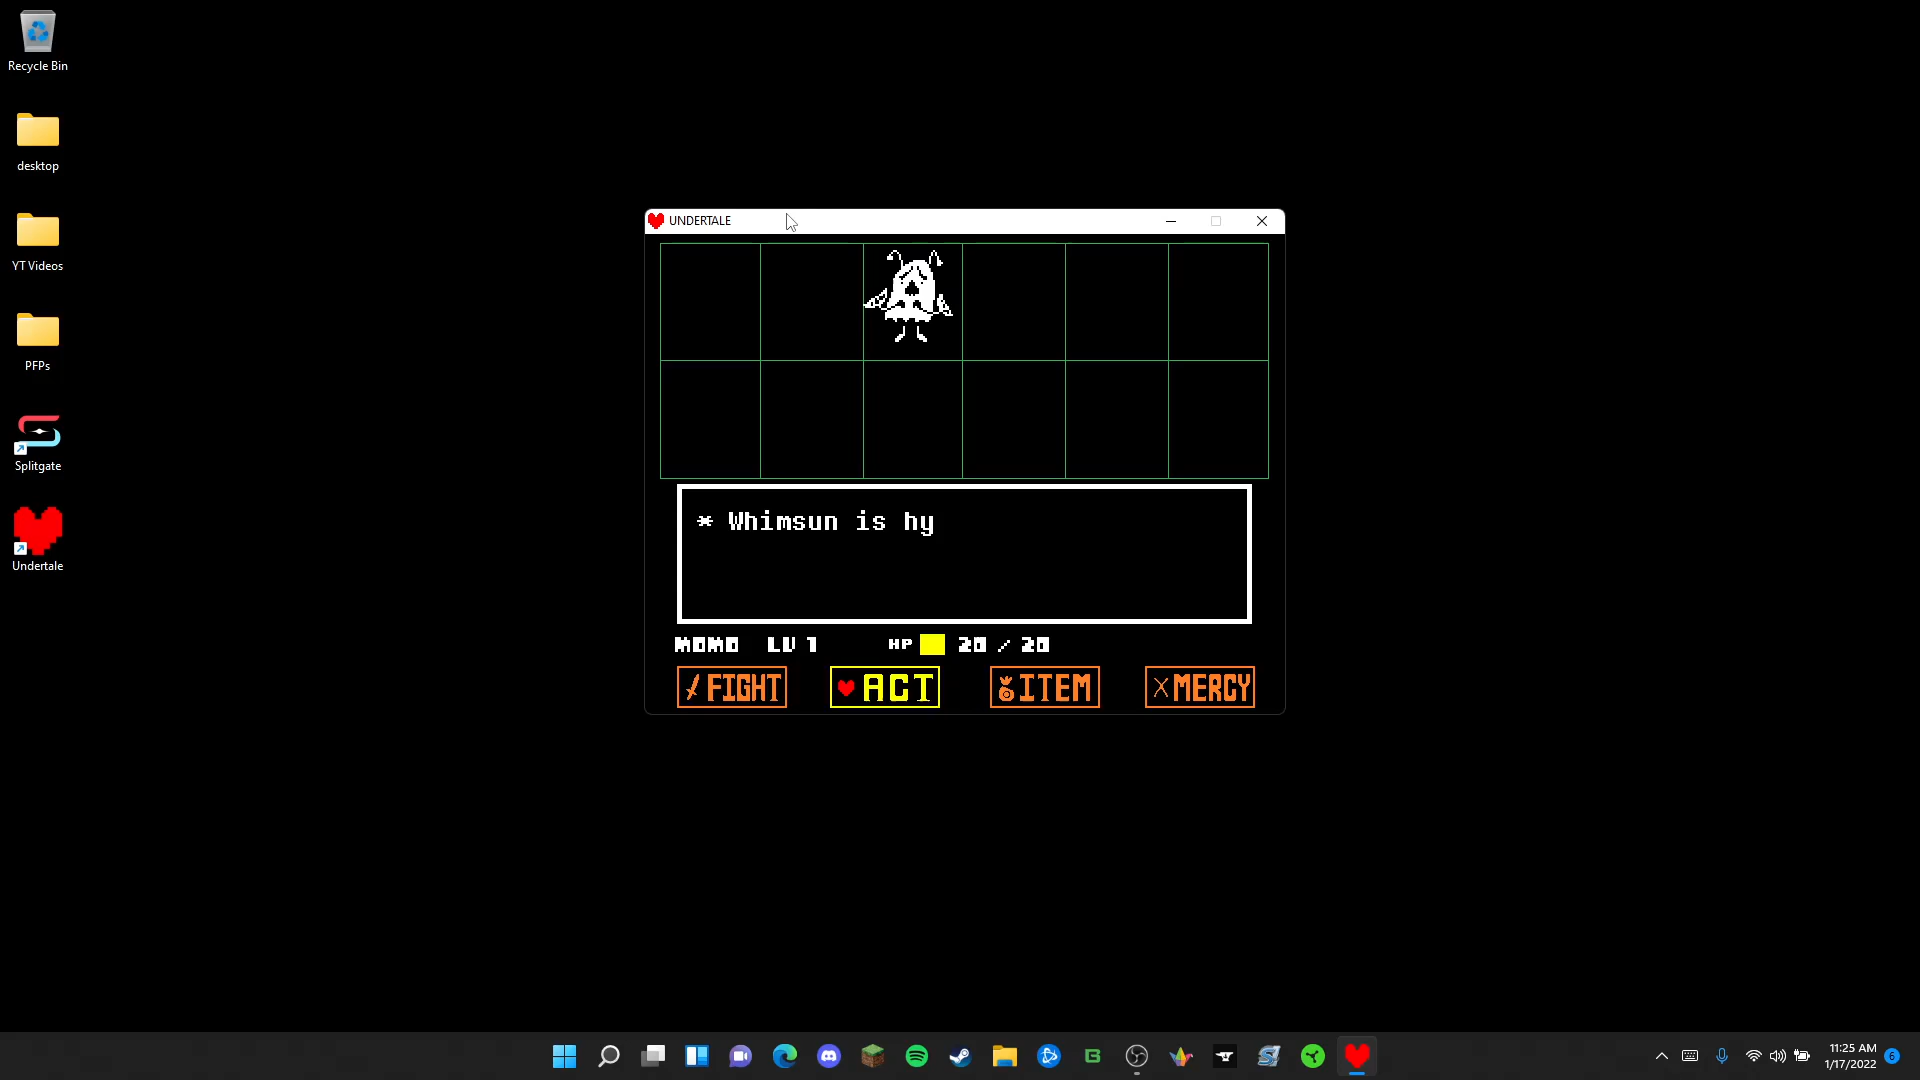 Recycle Bin
desktop
YT Videos
PFPs
Splitgate
Undertale
UNDERTALE
* Whimsun is hy
MOMO LV 1 HP 20 / 20
FIGHT ACT ITEM MERCY
11:25 AM
1/17/2022
6